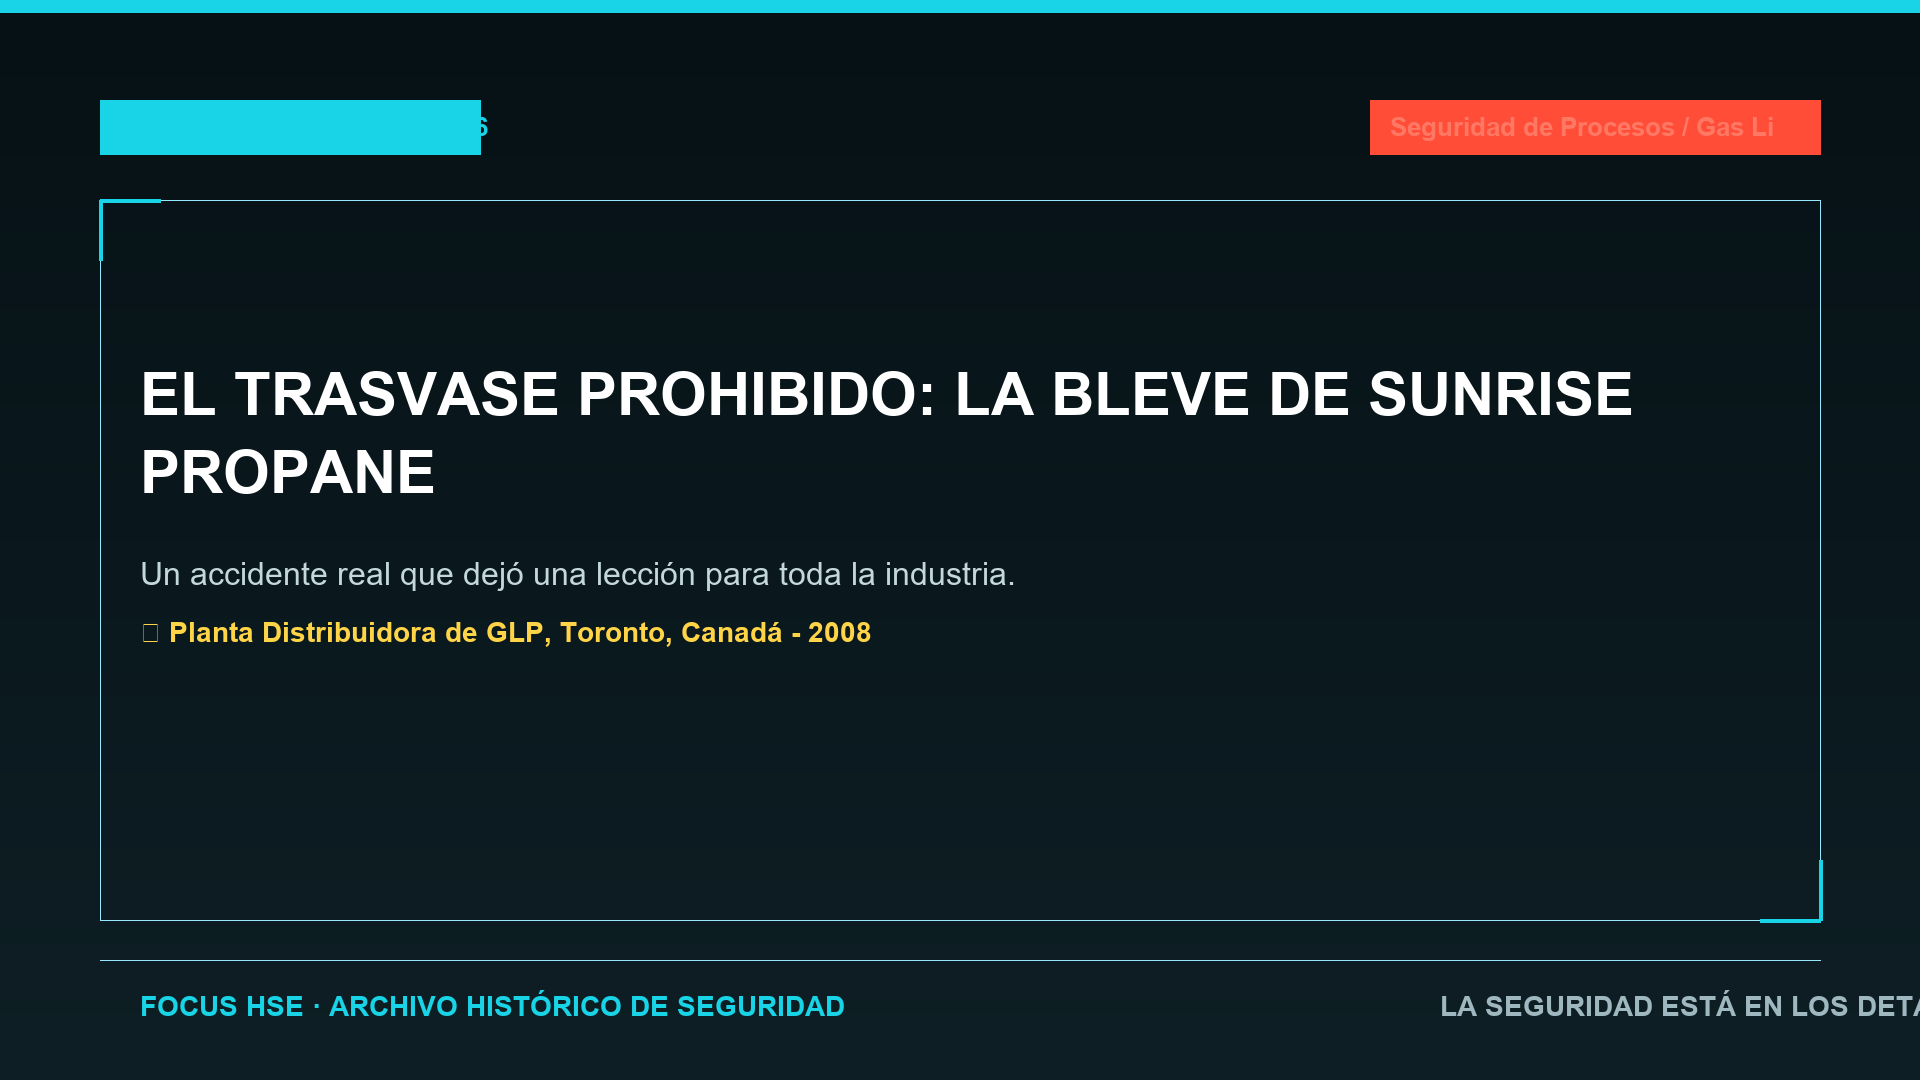 6
Seguridad de Procesos / Gas Li
EL TRASVASE PROHIBIDO: LA BLEVE DE SUNRISE
PROPANE
Un accidente real que dejó una lección para toda la industria.
Planta Distribuidora de GLP, Toronto, Canadá - 2008
FOCUS HSE · ARCHIVO HISTÓRICO DE SEGURIDAD
LA SEGURIDAD ESTÁ EN LOS DETA